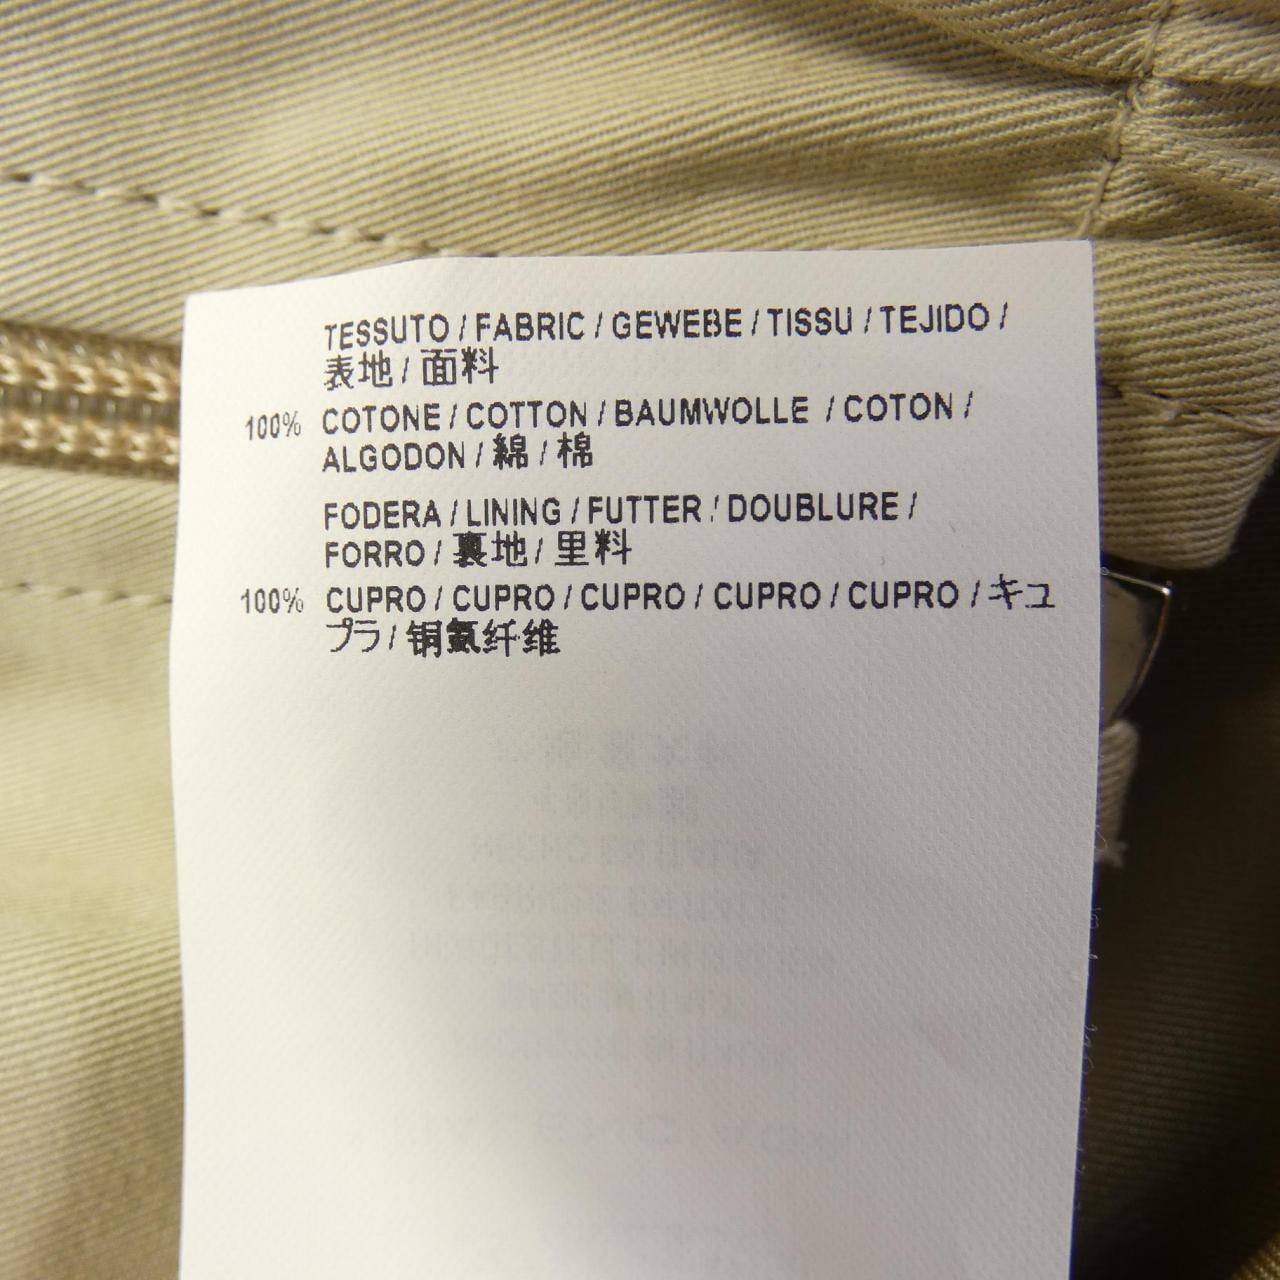 TESSUTO / FABRIC / GEWEBE / TISSU / TEJIDO /
表地 / 面料
100% COTONE / COTTON / BAUMWOLLE / COTON /
ALGODON / 綿 / 棉
FODERA / LINING / FUTTER / DOUBLURE /
FORRO / 裏地 / 里料
100% CUPRO / CUPRO / CUPRO / CUPRO / CUPRO / キュ
プラ / 铜氨纤维